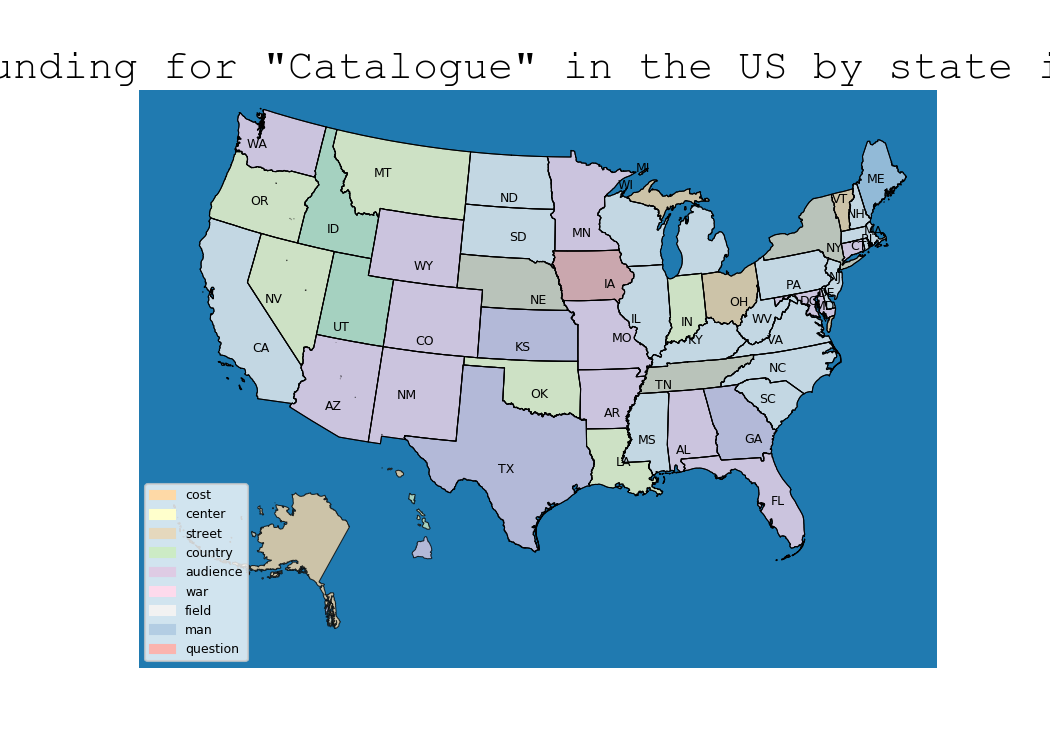 unding for "Catalogue" in the US by state i
WA
MT
ND
MI
WI
ME
VT
NH
OR
ID
SD
MN
MA
RI
CT
NY
WY
NV
NE
IA
PA
NJ
OH
DC
DE
MD
UT
CO
KS
IL
IN
WV
CA
MO
KY
VA
NC
AZ
NM
OK
TN
SC
AR
MS
AL
GA
TX
LA
FL
cost
center
street
country
audience
war
field
man
question